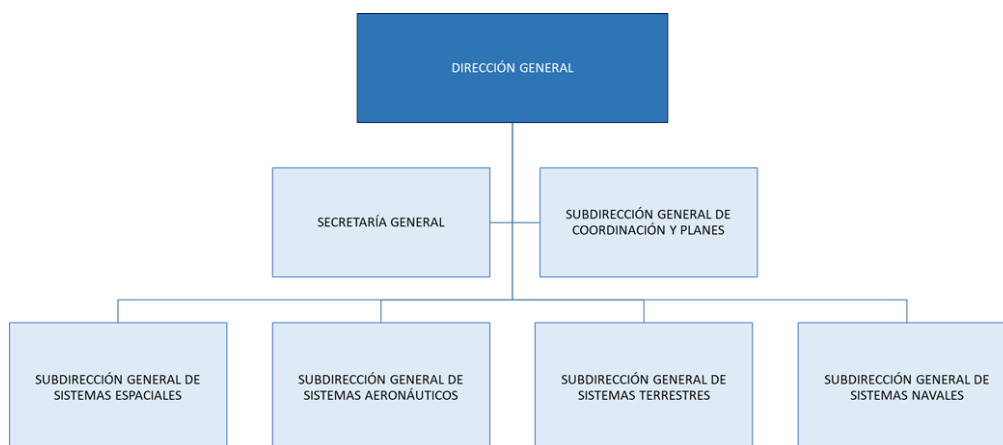 DIRECCIÓN GENERAL
SECRETARÍA GENERAL
SUBDIRECCIÓN GENERAL DE
COORDINACIÓN Y PLANES
SUBDIRECCIÓN GENERAL DE
SISTEMAS ESPACIALES
SUBDIRECCIÓN GENERAL DE
SISTEMAS AERONÁUTICOS
SUBDIRECCIÓN GENERAL DE
SISTEMAS TERRESTRES
SUBDIRECCIÓN GENERAL DE
SISTEMAS NAVALES